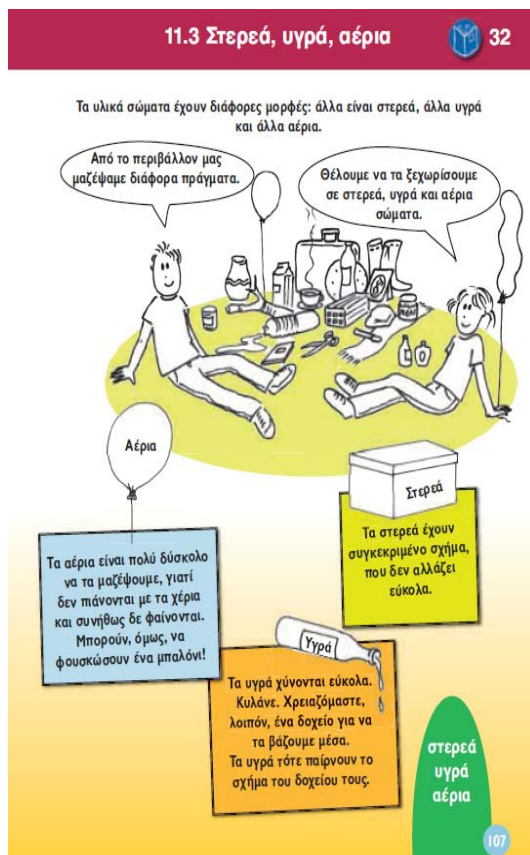 11.3 Στερεά, υγρά, αέρια
32
Τα υλικά σώματα έχουν διάφορες μορφές: άλλα είναι στερεά, άλλα υγρά
και άλλα αέρια.
Από το περιβάλλον μας
μαζέψαμε διάφορα πράγματα.
Θέλουμε να τα ξεχωρίσουμε
σε στερεά, υγρά και αέρια
σώματα.
Αέρια
Στερεά
Τα στερεά έχουν
συγκεκριμένο σχήμα,
που δεν αλλάζει
εύκολα.
Τα αέρια είναι πολύ δύσκολο
να τα μαζέψουμε, γιατί
δεν πιάνονται με τα χέρια
και συνήθως δε φαίνονται.
Μπορούν, όμως, να
φουσκώσουν ένα μπαλόνι!
Υγρά
Τα υγρά χύνονται εύκολα.
Κυλάνε. Χρειαζόμαστε,
λοιπόν, ένα δοχείο για να
τα βάζουμε μέσα.
Τα υγρά τότε παίρνουν το
σχήμα του δοχείου τους.
στερεά
υγρά
αέρια
107